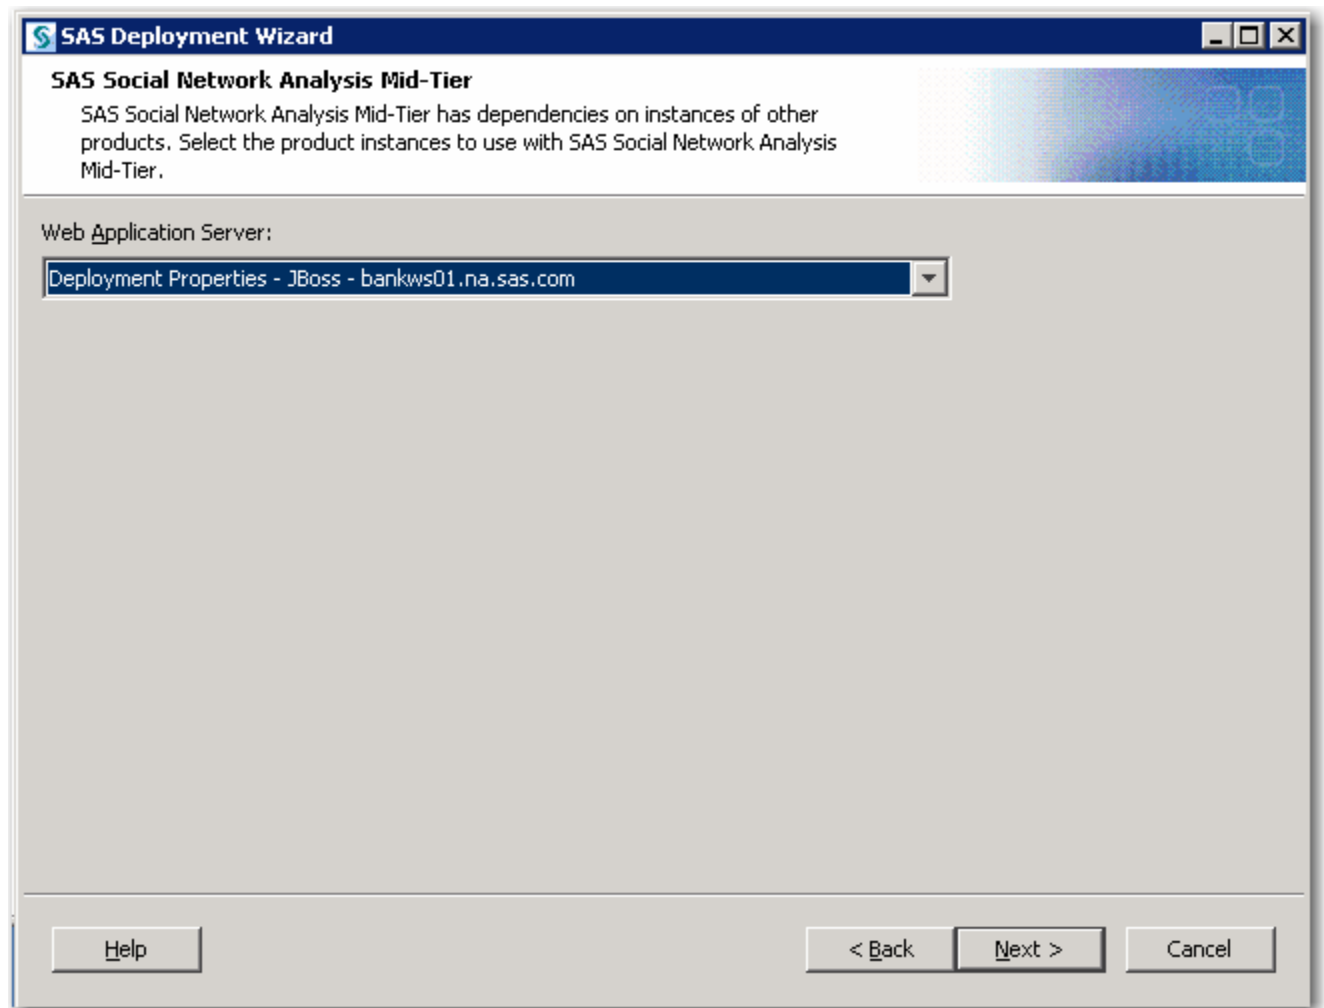 SAS Deployment Wizard
SAS Social Network Analysis Mid-Tier
SAS Social Network Analysis Mid-Tier has dependencies on instances of other
products. Select the product instances to use with SAS Social Network Analysis
Mid-Tier.
Web Application Server:
Deployment Properties - JBoss - bankws01.na.sas.com
Help
< Back
Next >
Cancel